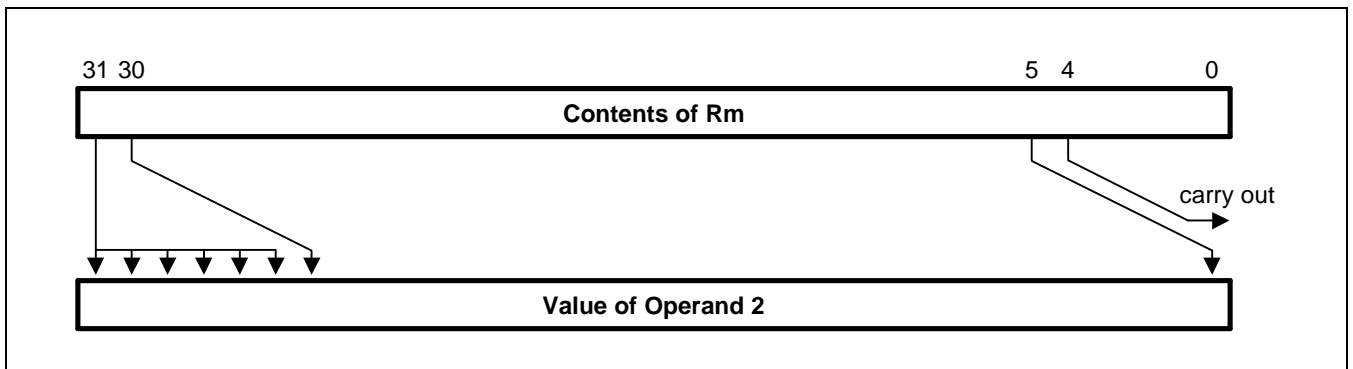 31 30 5 4 0
Contents of Rm
carry out
Value of Operand 2